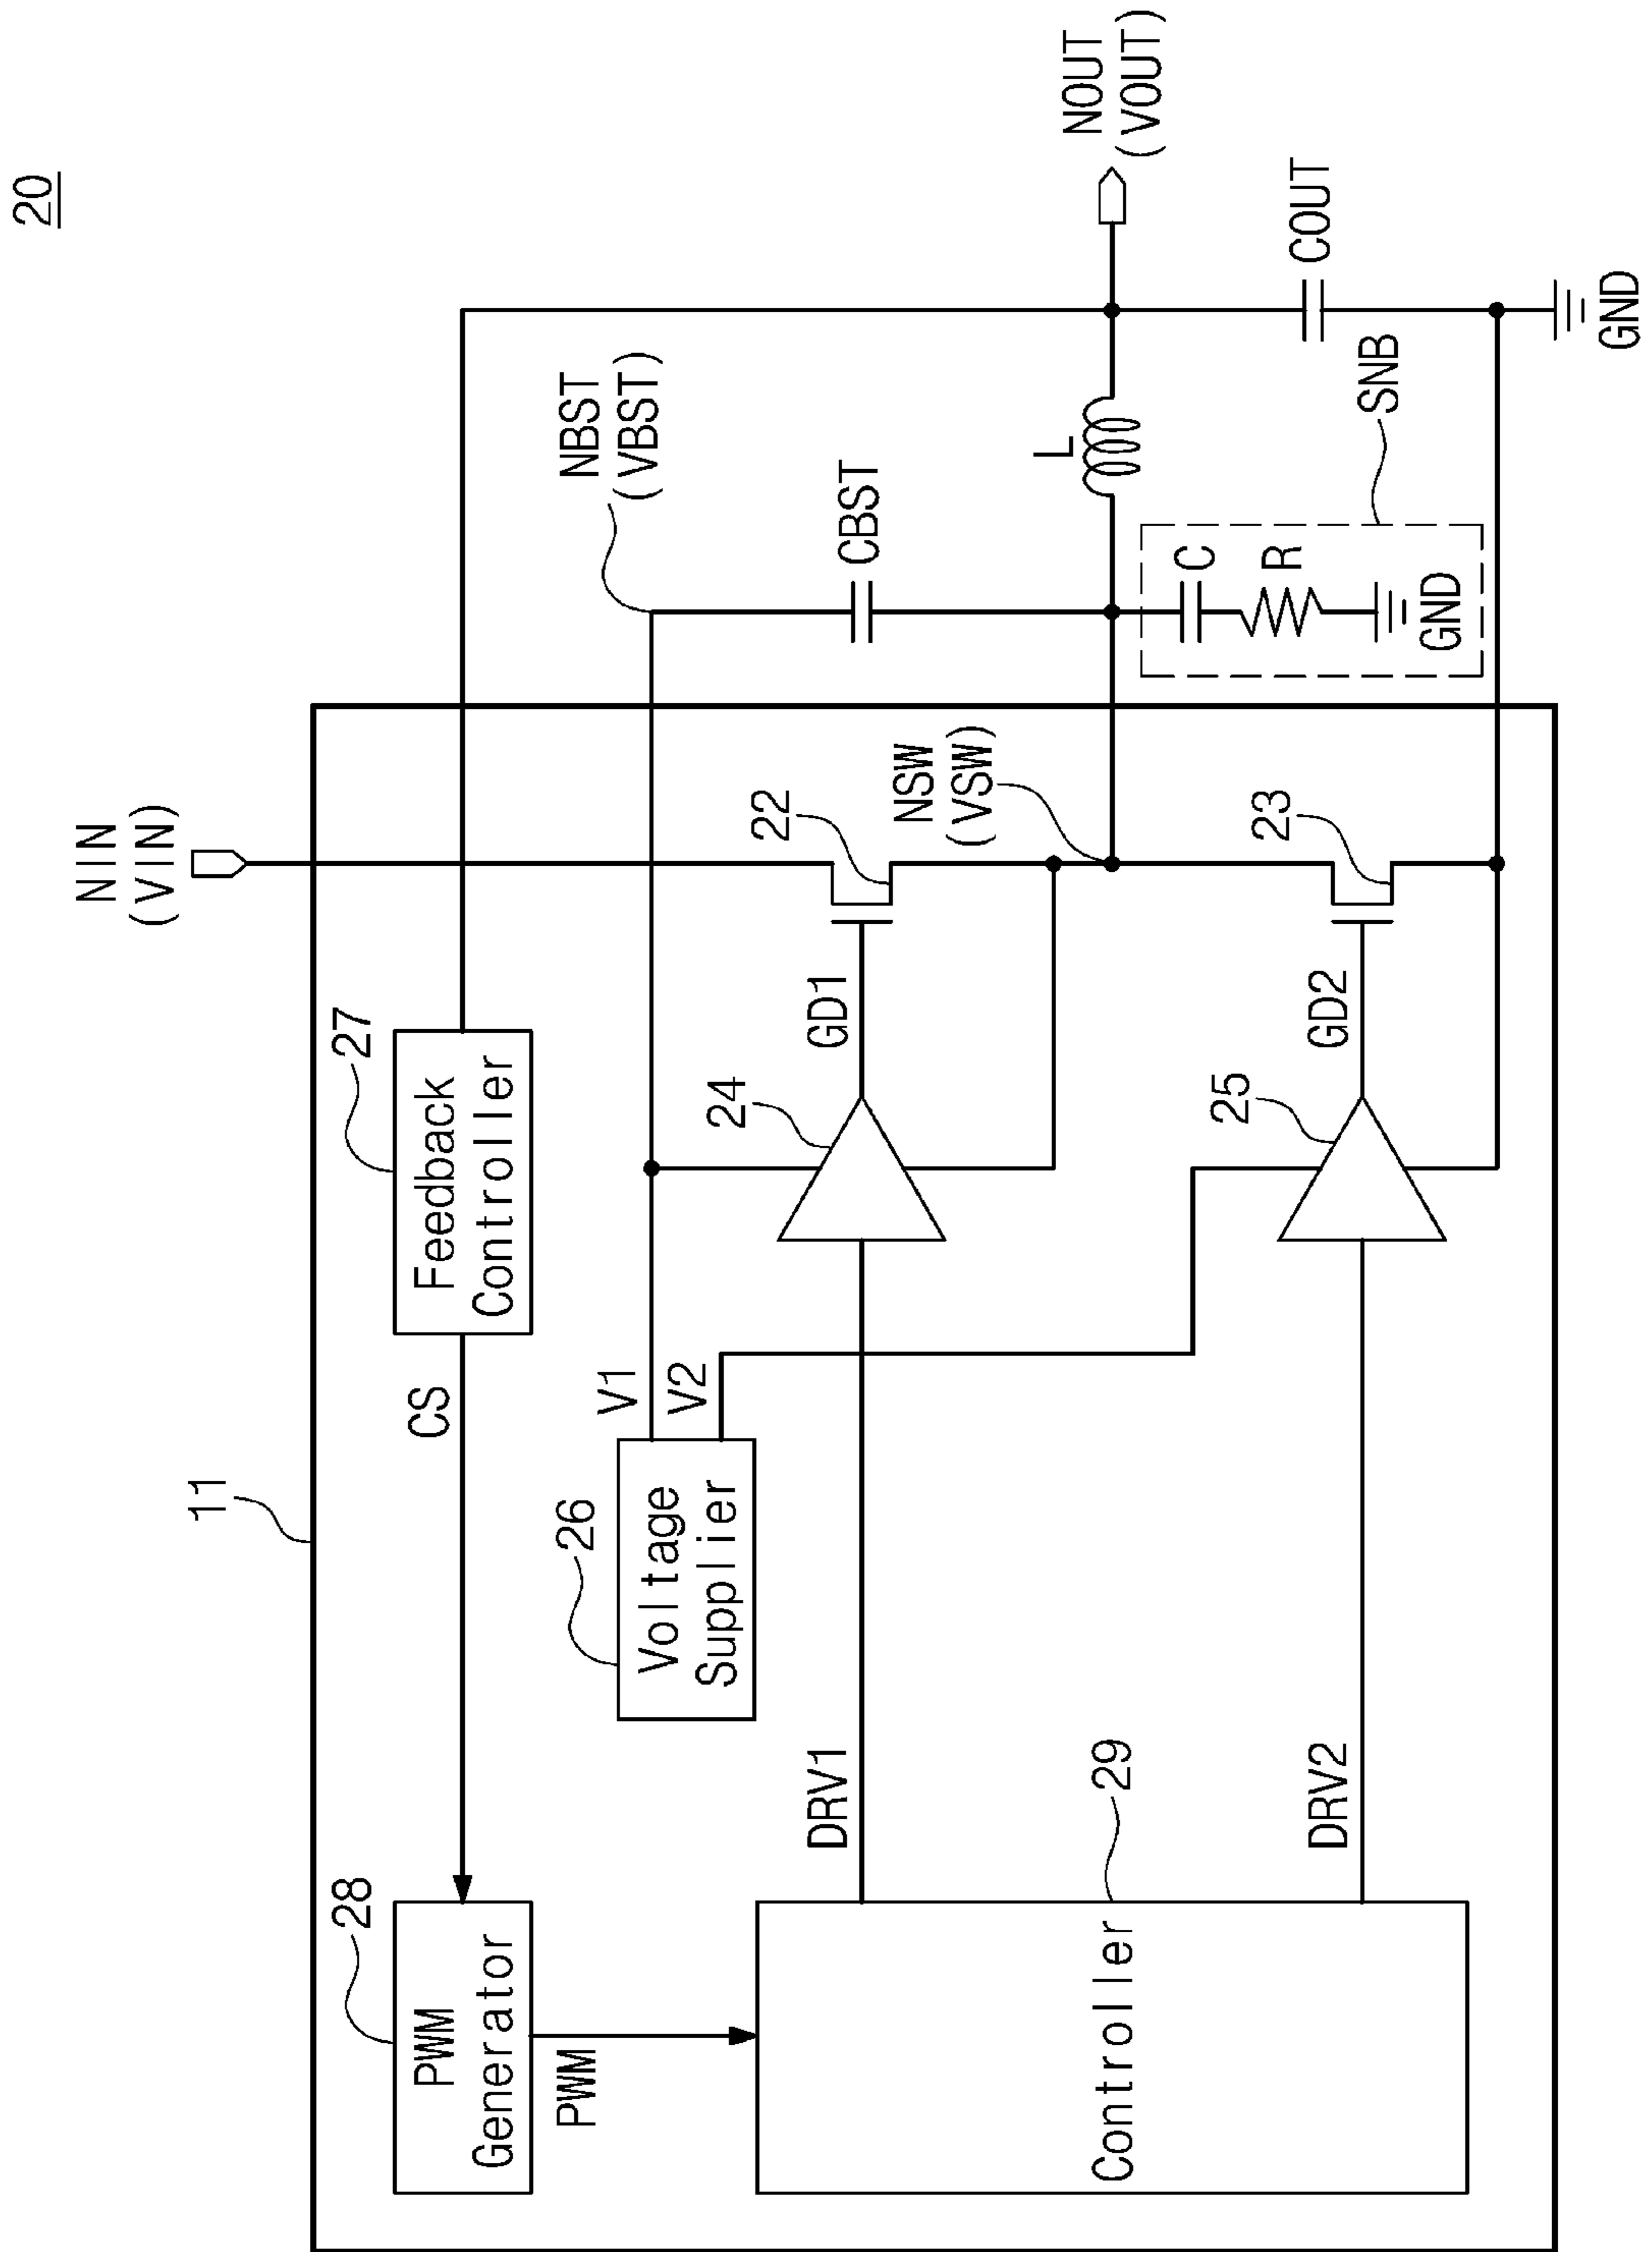 20
NIN
(VIN)
11
28
PWM
Generator
CS
27
Feedback
Controller
PWM
26
Voltage
Supplier
V1
V2
NBST
(VBST)
CBST
24
GD1
22
DRV1
NSW
(VSW)
L
NOUT
(VOUT)
29
Controller
C
R
GND
SNB
COUT
25
GD2
23
DRV2
GND